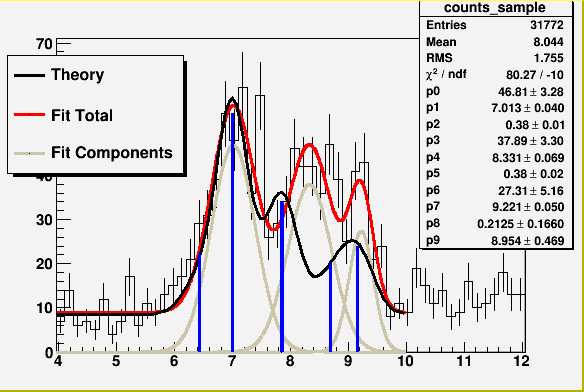 counts_sample
Entries 31772
Mean 8.044
RMS 1.755
χ² / ndf 80.27 / -10
p0 46.81 ± 3.28
p1 7.013 ± 0.040
p2 0.38 ± 0.01
p3 37.89 ± 3.30
p4 8.331 ± 0.069
p5 0.38 ± 0.02
p6 27.31 ± 5.16
p7 9.221 ± 0.050
p8 0.2125 ± 0.1660
p9 8.954 ± 0.469
Theory
Fit Total
Fit Components
70
40
30
20
10
0
4 5 6 7 8 9 10 11 12